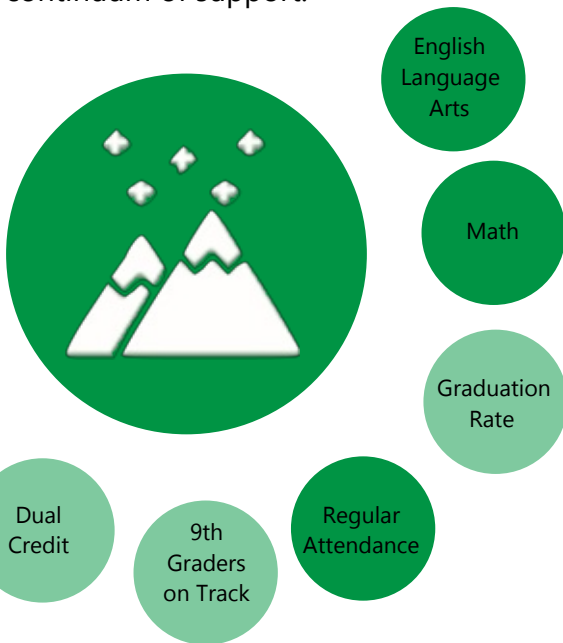 continuum of support.
English
Language
Arts
Math
Graduation
Rate
Regular
Attendance
9th
Graders
on Track
Dual
Credit